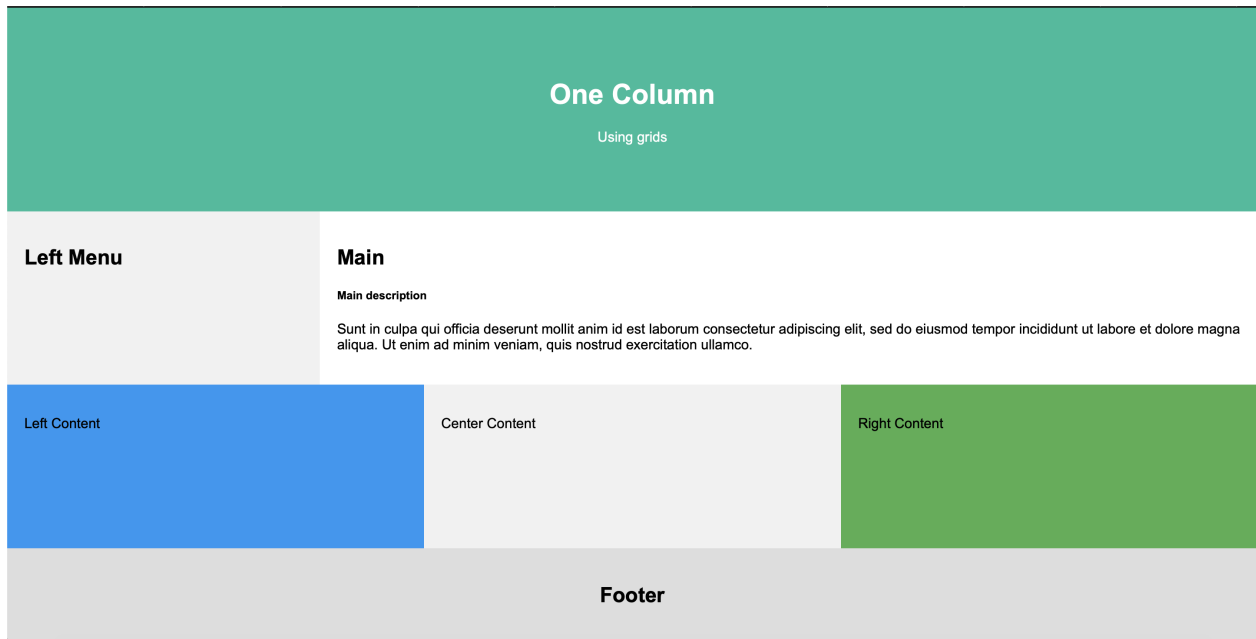 One Column
Using grids
Left Menu
Main
Main description
Sunt in culpa qui officia deserunt mollit anim id est laborum consectetur adipiscing elit, sed do eiusmod tempor incididunt ut labore et dolore magna
aliqua. Ut enim ad minim veniam, quis nostrud exercitation ullamco.
Left Content
Center Content
Right Content
Footer